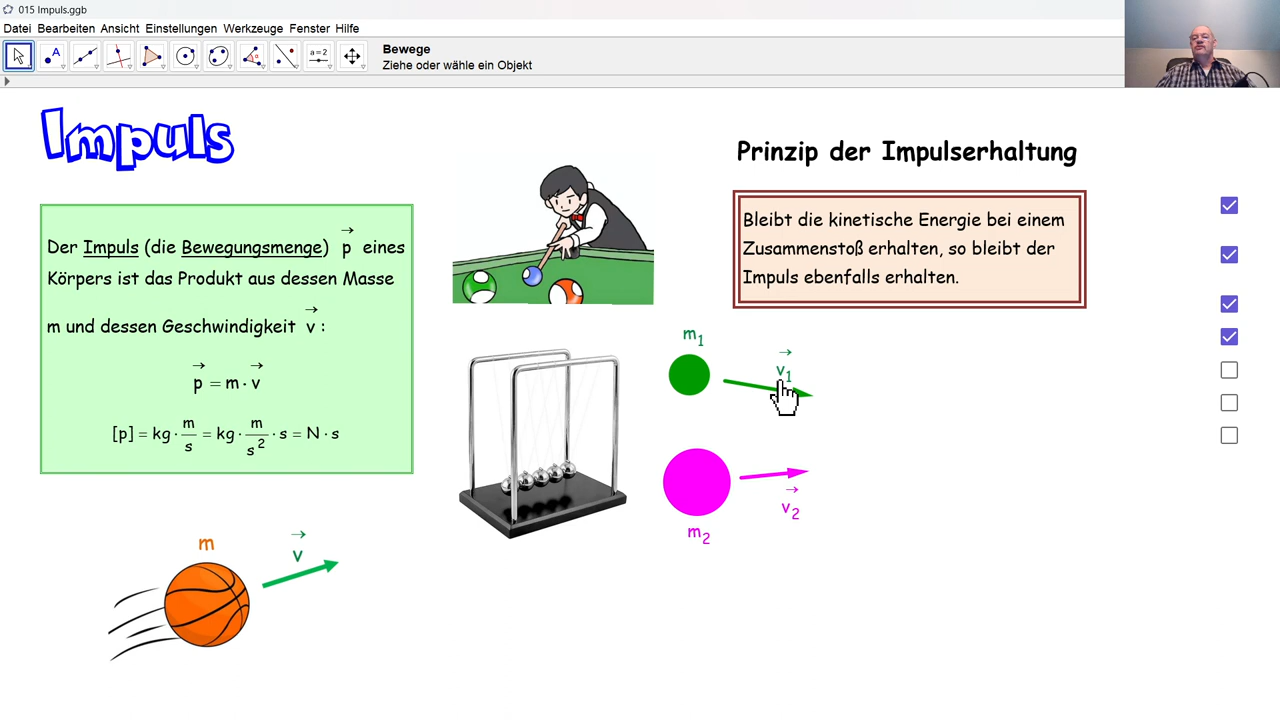 015 Impuls.ggb
Datei Bearbeiten Ansicht Einstellungen Werkzeuge Fenster Hilfe
A
a=2
Bewege
Ziehe oder wähle ein Objekt
Impuls
Der Impuls (die Bewegungsmenge) p⃗ eines
Körpers ist das Produkt aus dessen Masse
m und dessen Geschwindigkeit v⃗ :
p⃗ = m · v⃗
[p] = kg · m/s = kg · m/s² · s = N · s
m
v⃗
Prinzip der Impulserhaltung
Bleibt die kinetische Energie bei einem
Zusammenstoß erhalten, so bleibt der
Impuls ebenfalls erhalten.
m₁
v⃗₁
v⃗₂
m₂